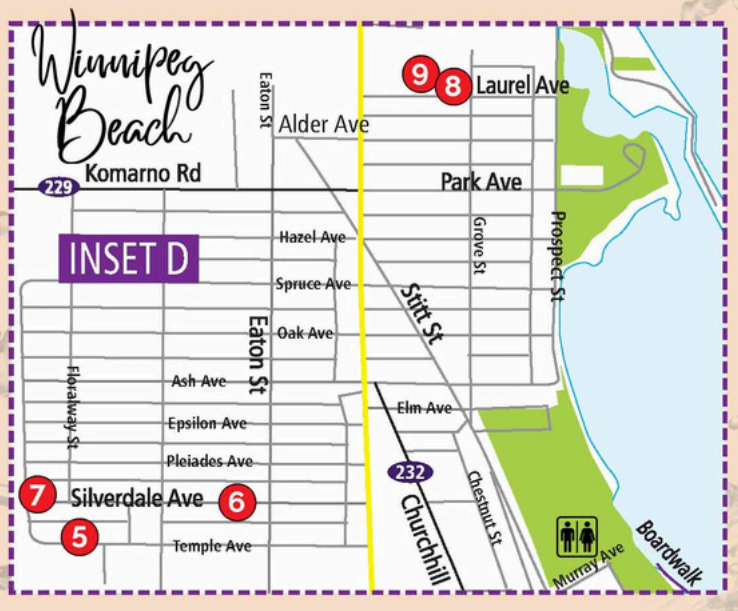 Winnipeg
Beach
Eaton St
Alder Ave
9
8
Laurel Ave
Komarno Rd
229
Park Ave
INSET D
Hazel Ave
Grove St
Prospect St
Spruce Ave
Stitt St
Eaton St
Oak Ave
Floralway St
Ash Ave
Elm Ave
Epsilon Ave
Pleiades Ave
232
7
Silverdale Ave
6
Chestnut St
Churchhill
5
Temple Ave
Murray Ave
Boardwalk